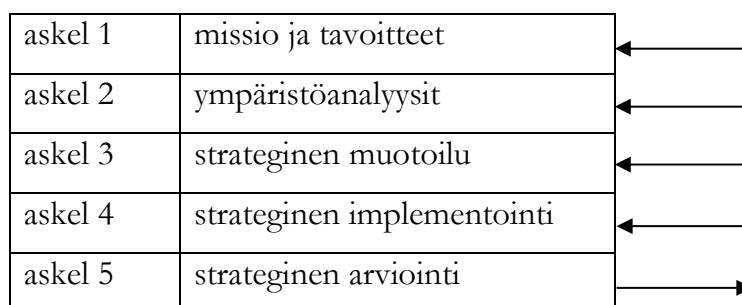 askel 1 missio ja tavoitteet
askel 2 ympäristöanalyysit
askel 3 strateginen muotoilu
askel 4 strateginen implementointi
askel 5 strateginen arviointi